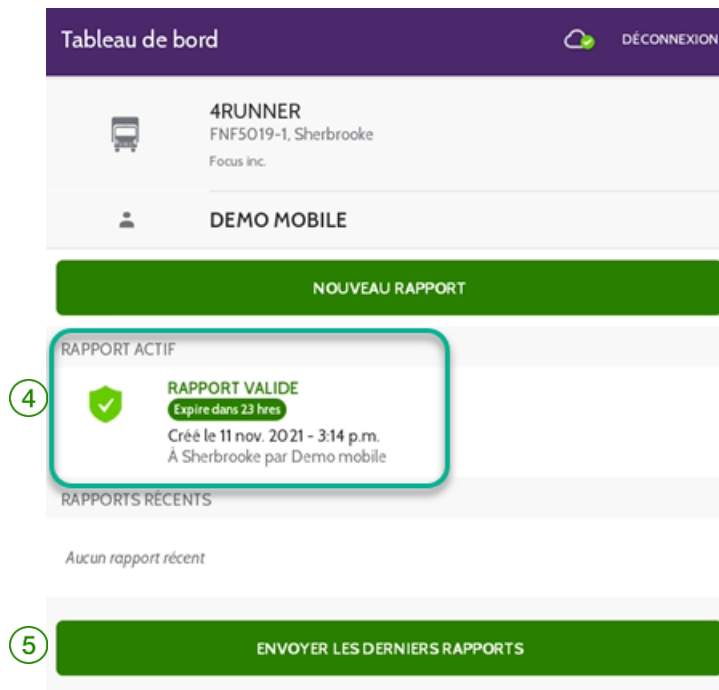 Tableau de bord
DÉCONNEXION
4RUNNER
FNF5019-1, Sherbrooke
Focus inc.
DEMO MOBILE
NOUVEAU RAPPORT
RAPPORT ACTIF
4
RAPPORT VALIDE
Expire dans 23 hres
Créé le 11 nov. 2021 - 3:14 p.m.
À Sherbrooke par Demo mobile
RAPPORTS RÉCENTS
Aucun rapport récent
5
ENVOYER LES DERNIERS RAPPORTS